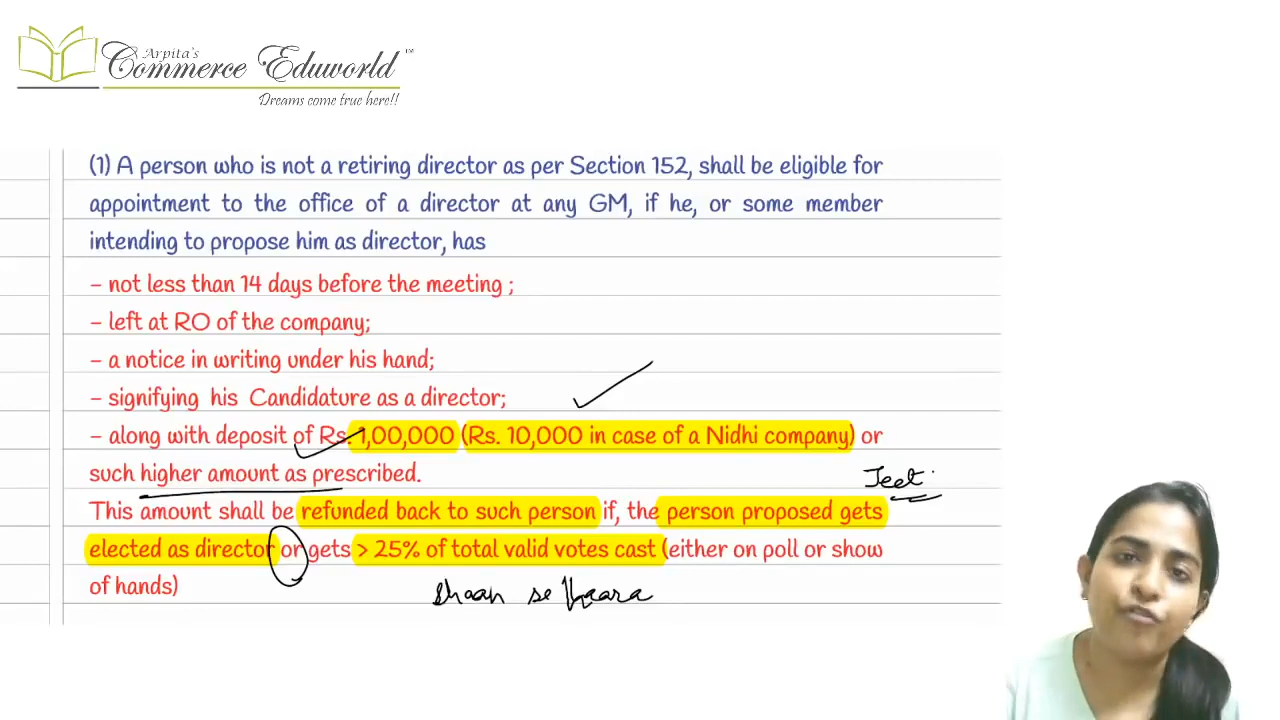 Arpita's
Commerce Eduworld™
Dreams come true here!!
(1) A person who is not a retiring director as per Section 152, shall be eligible for
appointment to the office of a director at any GM, if he, or some member
intending to propose him as director, has
- not less than 14 days before the meeting ;
- left at RO of the company;
- a notice in writing under his hand;
- signifying his Candidature as a director;
- along with deposit of Rs. 1,00,000 (Rs. 10,000 in case of a Nidhi company) or
such higher amount as prescribed.
Jeet
This amount shall be refunded back to such person if, the person proposed gets
elected as director or gets > 25% of total valid votes cast (either on poll or show
of hands)
Shaan se haara